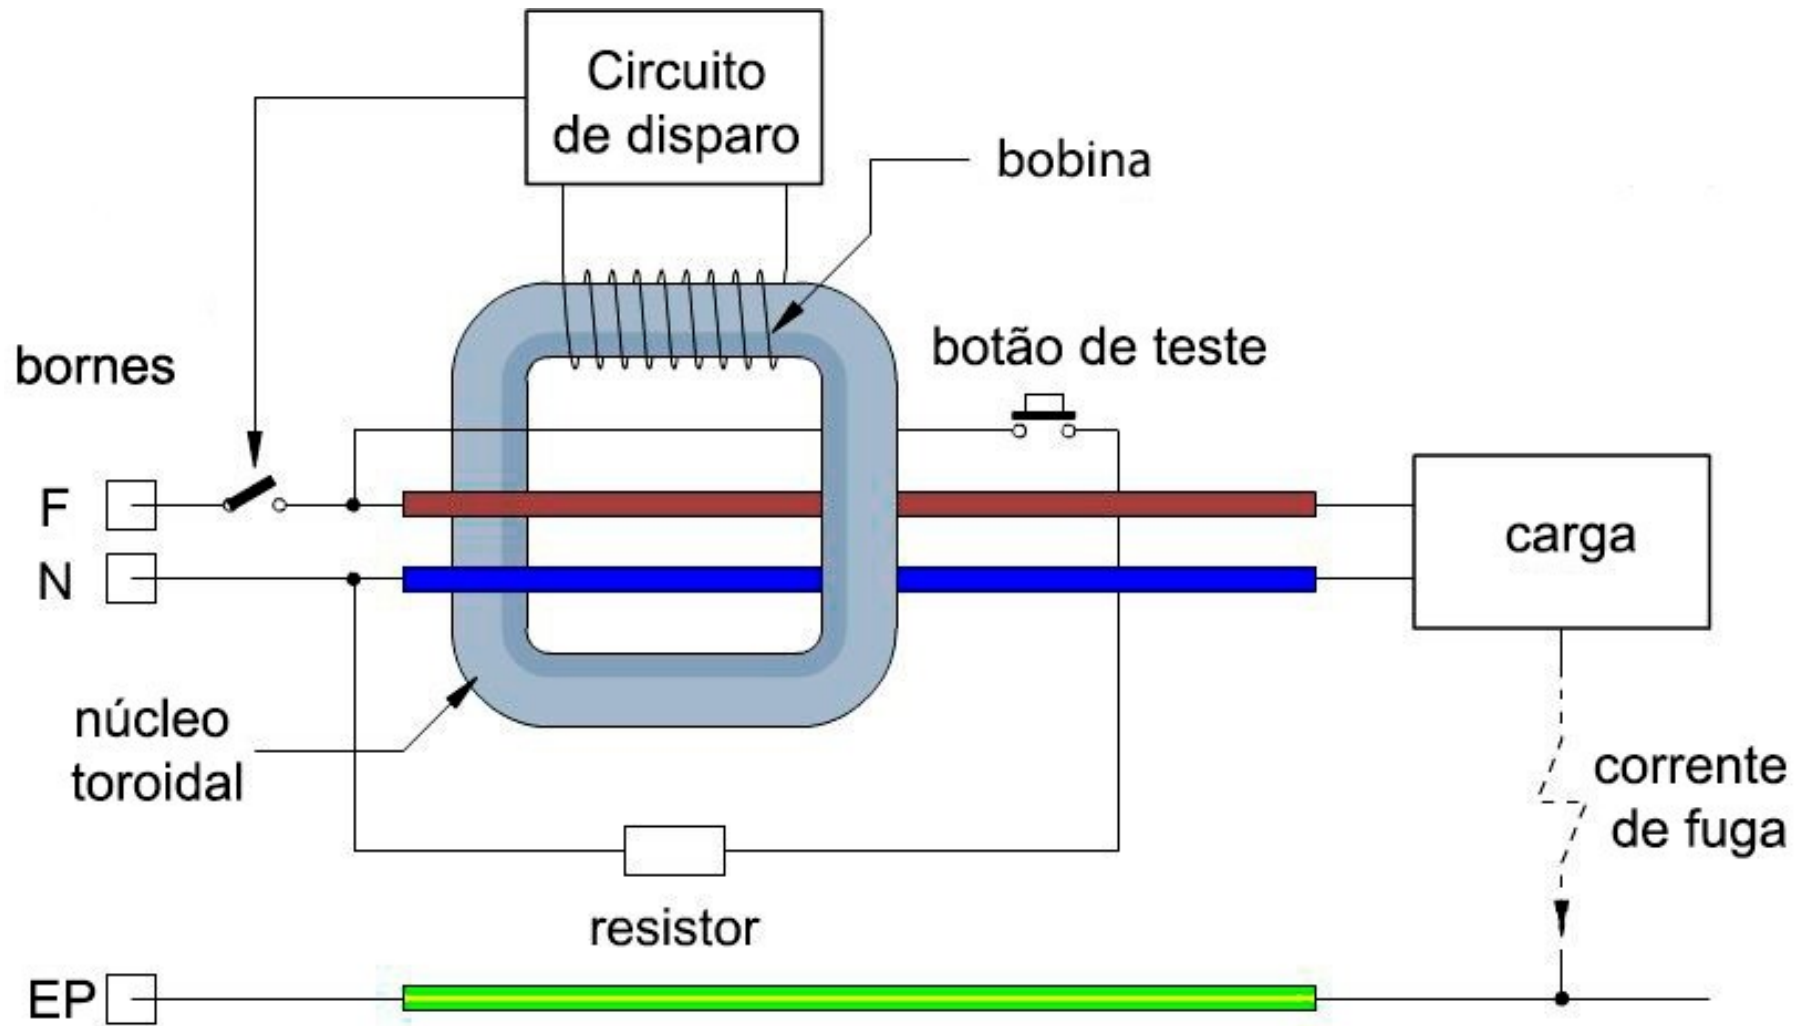 Circuito
de disparo
bobina
botão de teste
bornes
F
N
carga
núcleo
toroidal
corrente
de fuga
resistor
EP